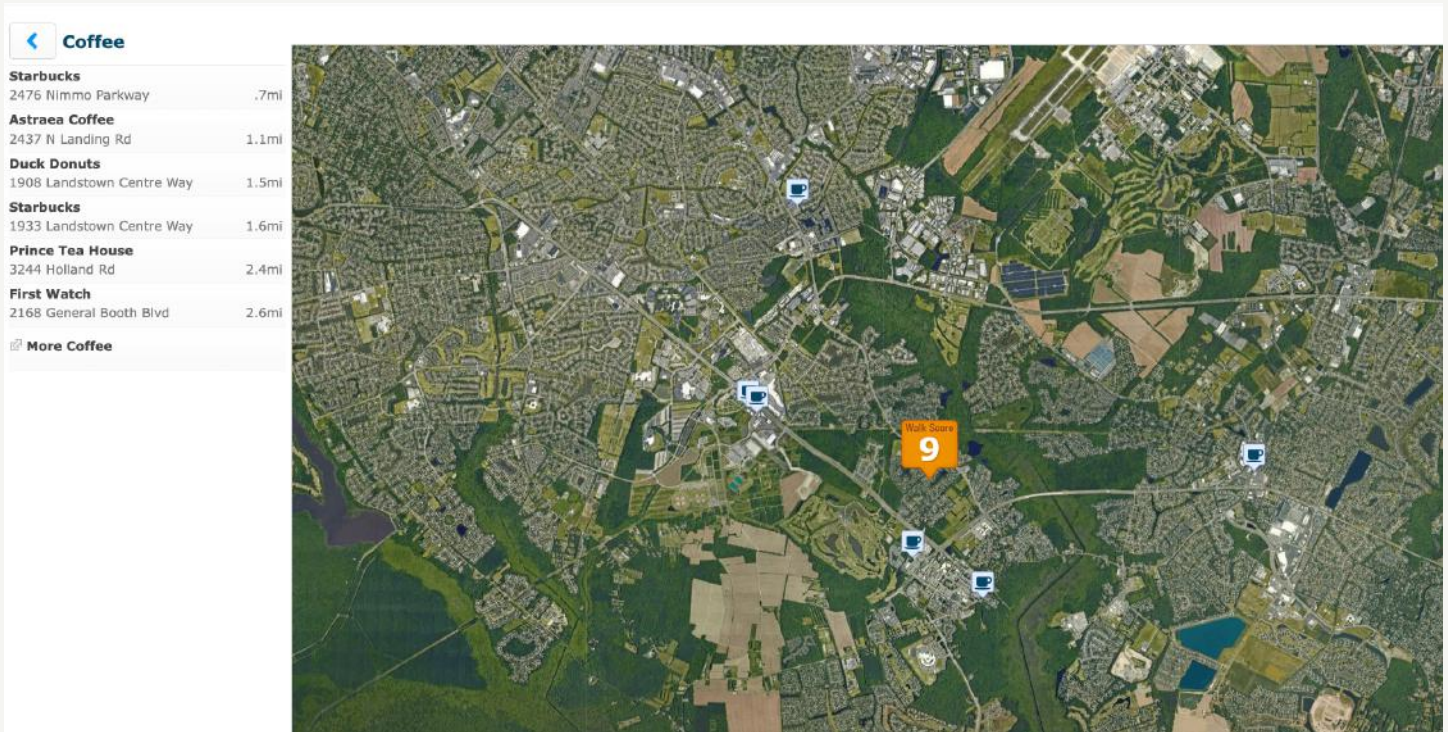 Coffee
Starbucks
2476 Nimmo Parkway .7mi
Astraea Coffee
2437 N Landing Rd 1.1mi
Duck Donuts
1908 Landstown Centre Way 1.5mi
Starbucks
1933 Landstown Centre Way 1.6mi
Prince Tea House
3244 Holland Rd 2.4mi
First Watch
2168 General Booth Blvd 2.6mi
More Coffee
Walk Score
9